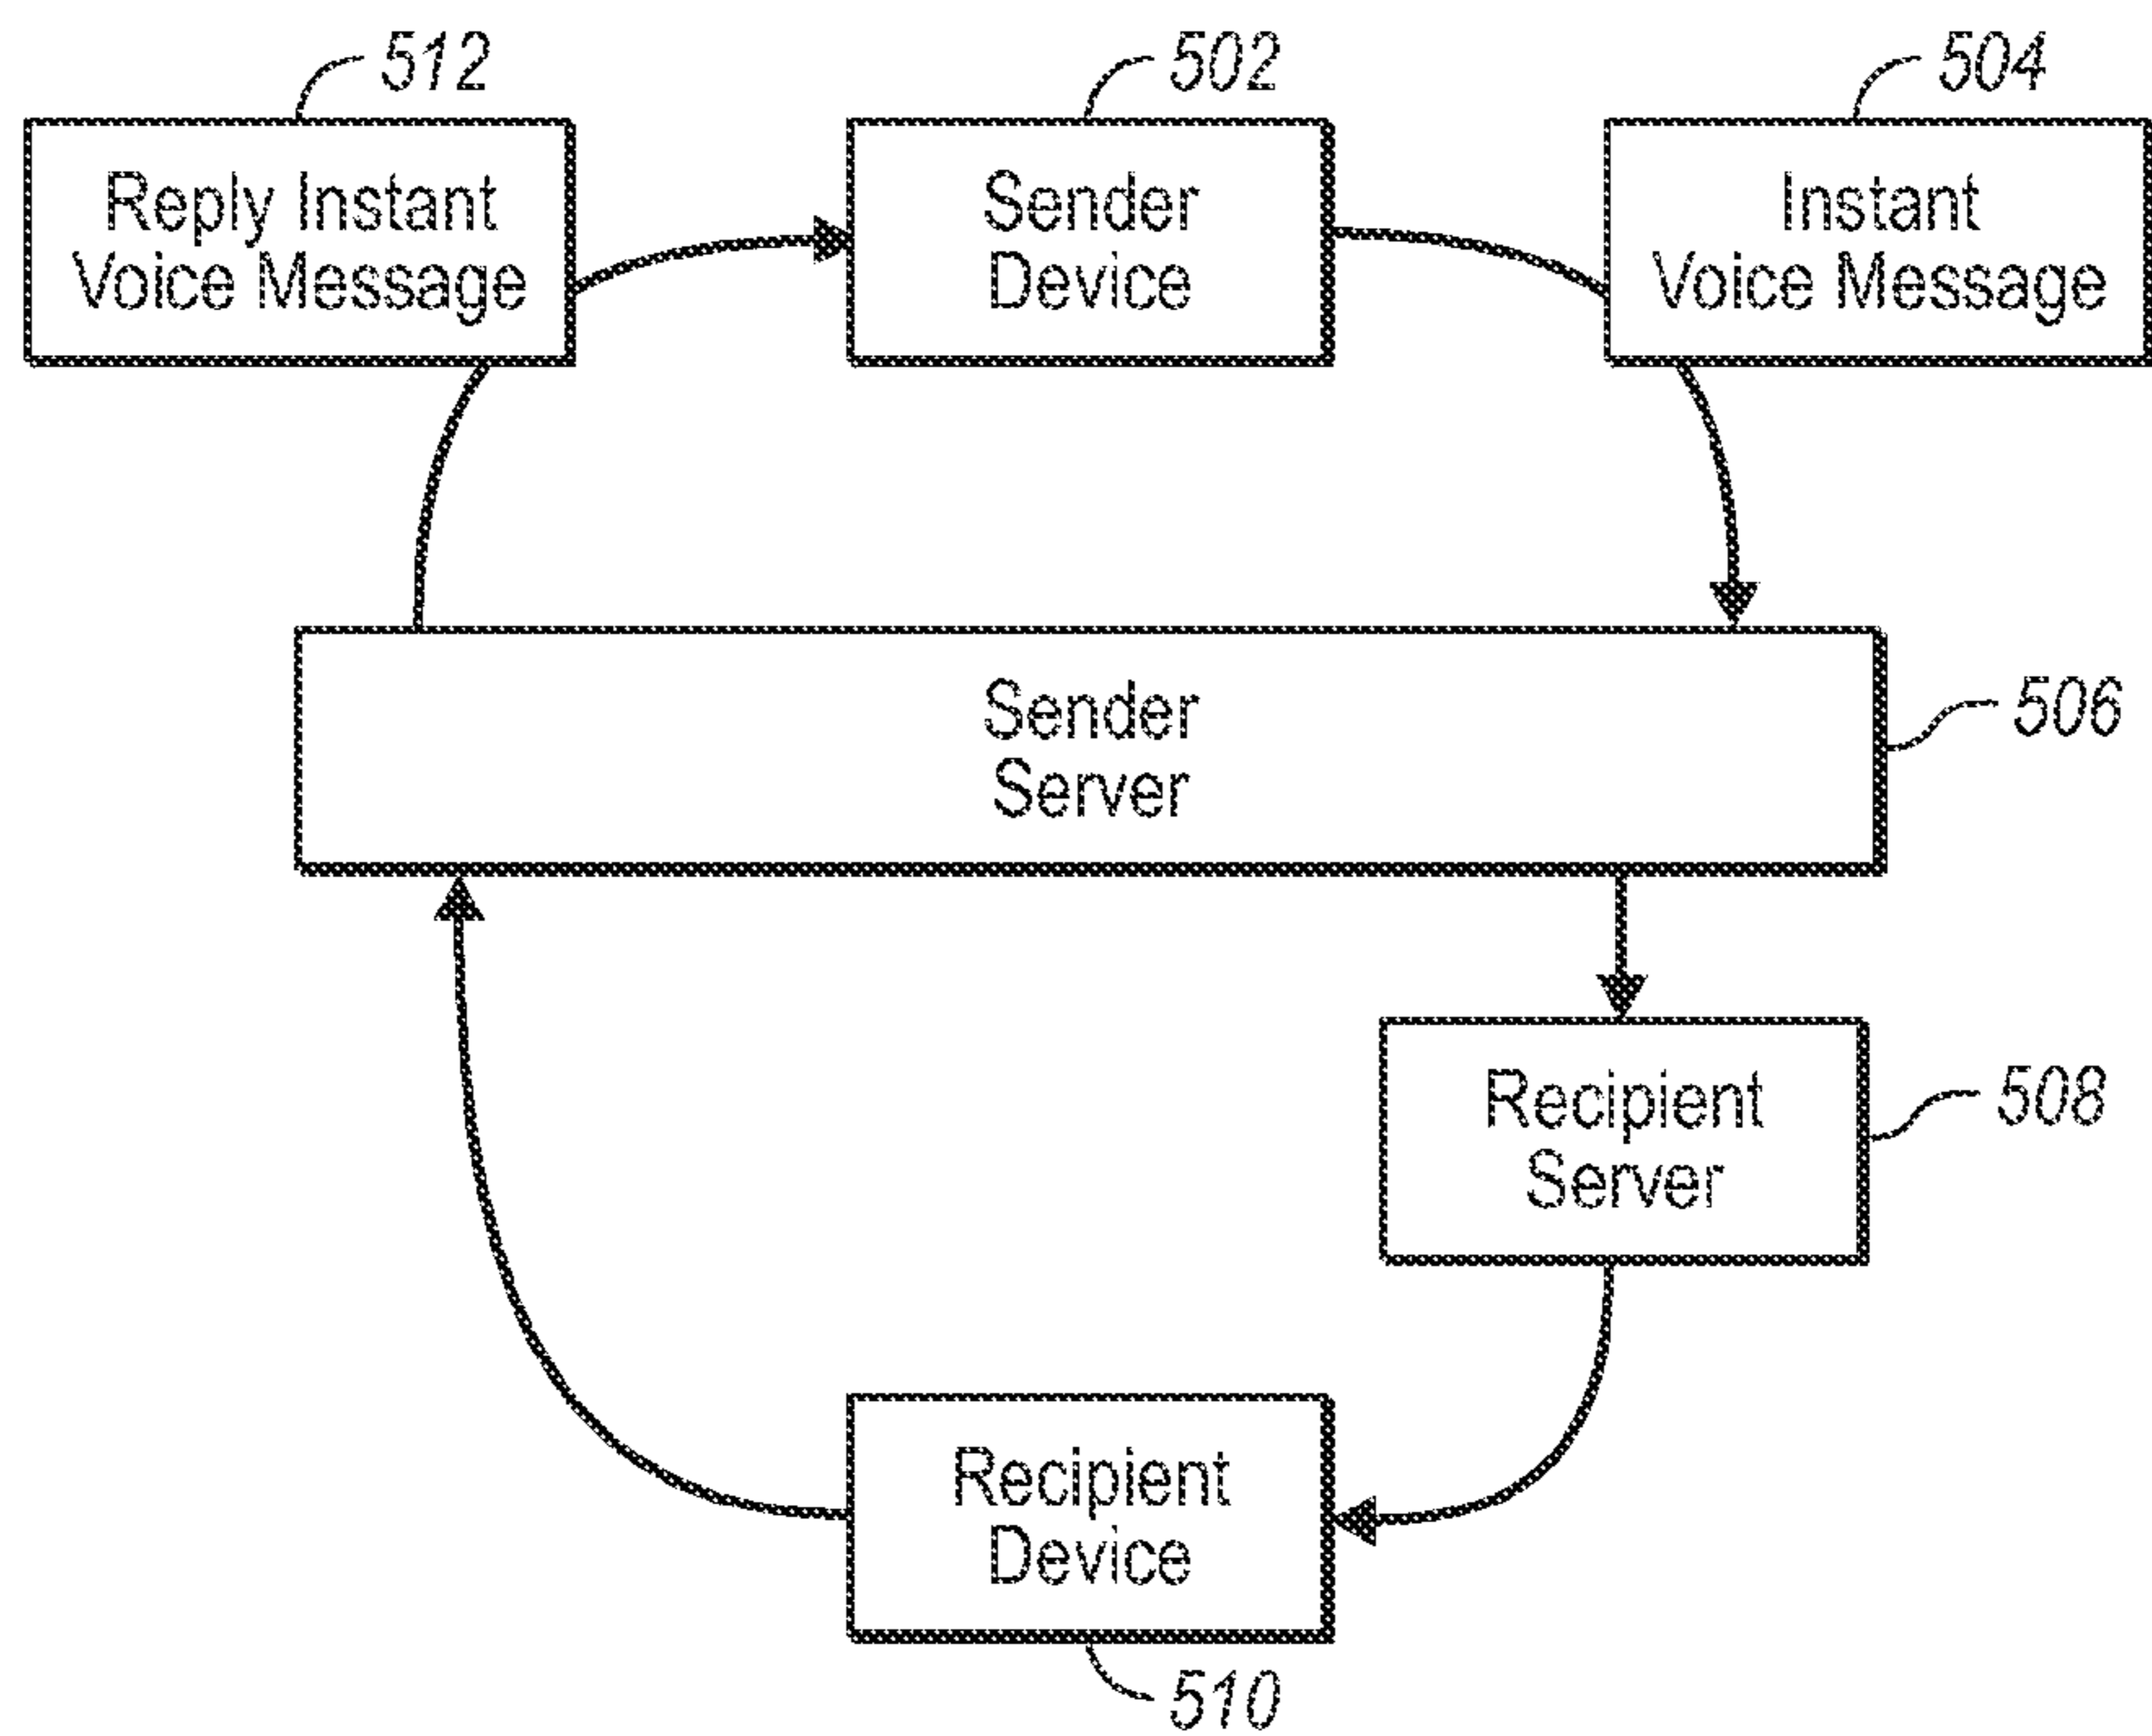 512
502
504
Reply Instant
Voice Message
Sender
Device
Instant
Voice Message
Sender
Server
506
Recipient
Server
508
Recipient
Device
510